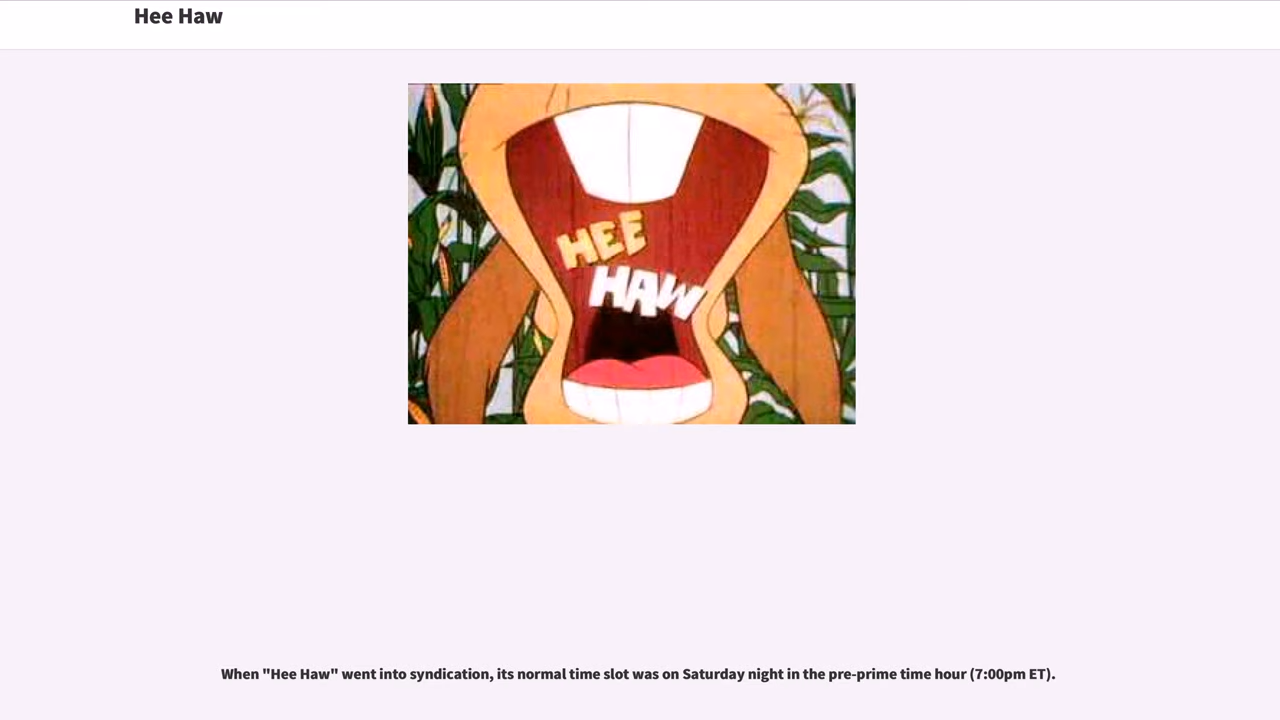 Hee Haw
HEE
HAW
When "Hee Haw" went into syndication, its normal time slot was on Saturday night in the pre-prime time hour (7:00pm ET).